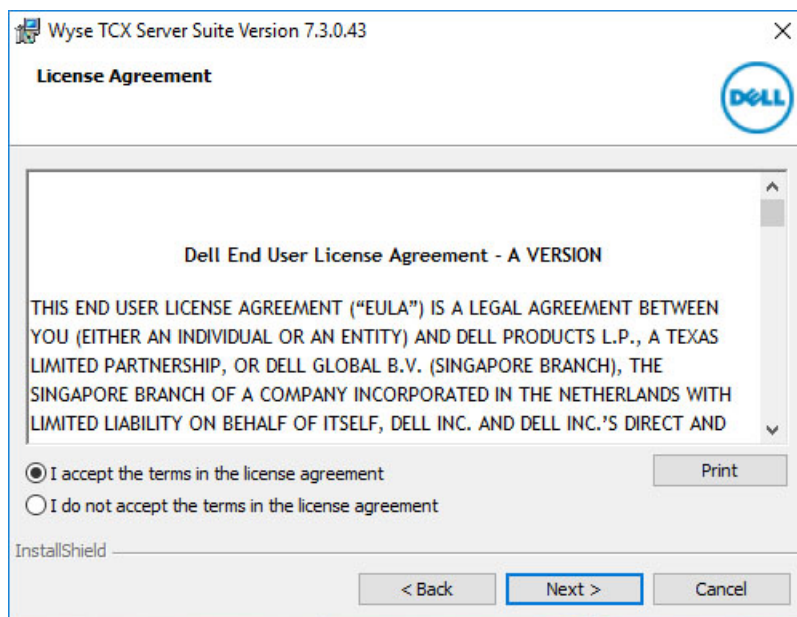 Wyse TCX Server Suite Version 7.3.0.43
License Agreement
DELL
Dell End User License Agreement - A VERSION
THIS END USER LICENSE AGREEMENT (“EULA”) IS A LEGAL AGREEMENT BETWEEN
YOU (EITHER AN INDIVIDUAL OR AN ENTITY) AND DELL PRODUCTS L.P., A TEXAS
LIMITED PARTNERSHIP, OR DELL GLOBAL B.V. (SINGAPORE BRANCH), THE
SINGAPORE BRANCH OF A COMPANY INCORPORATED IN THE NETHERLANDS WITH
LIMITED LIABILITY ON BEHALF OF ITSELF, DELL INC. AND DELL INC.’S DIRECT AND
I accept the terms in the license agreement
Print
I do not accept the terms in the license agreement
InstallShield
< Back Next > Cancel